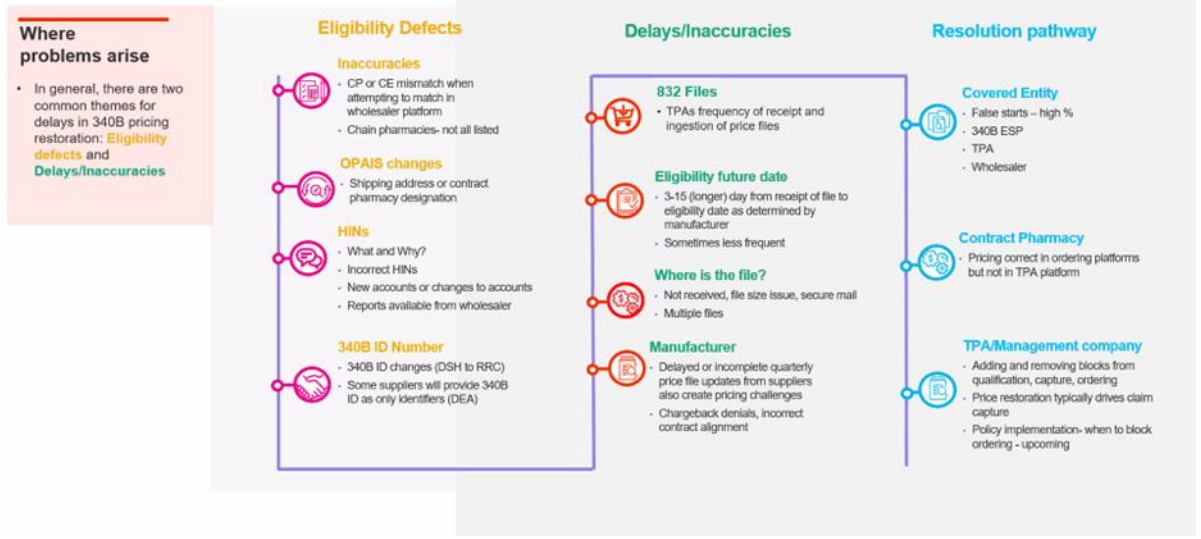 Where
problems arise
• In general, there are two
common themes for
delays in 340B pricing
restoration: Eligibility
defects and
Delays/Inaccuracies
Eligibility Defects
Inaccuracies
- CP or CE mismatch when
attempting to match in
wholesaler platform
- Chain pharmacies- not all listed
OPAIS changes
- Shipping address or contract
pharmacy designation
HINs
- What and Why?
- Incorrect HINs
- New accounts or changes to accounts
- Reports available from wholesaler
340B ID Number
- 340B ID changes (DSH to RRC)
- Some suppliers will provide 340B
ID as only identifiers (DEA)
Delays/Inaccuracies
832 Files
• TPAs frequency of receipt and
ingestion of price files
Eligibility future date
- 3-15 (longer) day from receipt of file to
eligibility date as determined by
manufacturer
- Sometimes less frequent
Where is the file?
- Not received, file size issue, secure mail
- Multiple files
Manufacturer
- Delayed or incomplete quarterly
price file updates from suppliers
also create pricing challenges
- Chargeback denials, incorrect
contract alignment
Resolution pathway
Covered Entity
- False starts – high %
- 340B ESP
- TPA
- Wholesaler
Contract Pharmacy
- Pricing correct in ordering platforms
but not in TPA platform
TPA/Management company
- Adding and removing blocks from
qualification, capture, ordering
- Price restoration typically drives claim
capture
- Policy implementation- when to block
ordering - upcoming